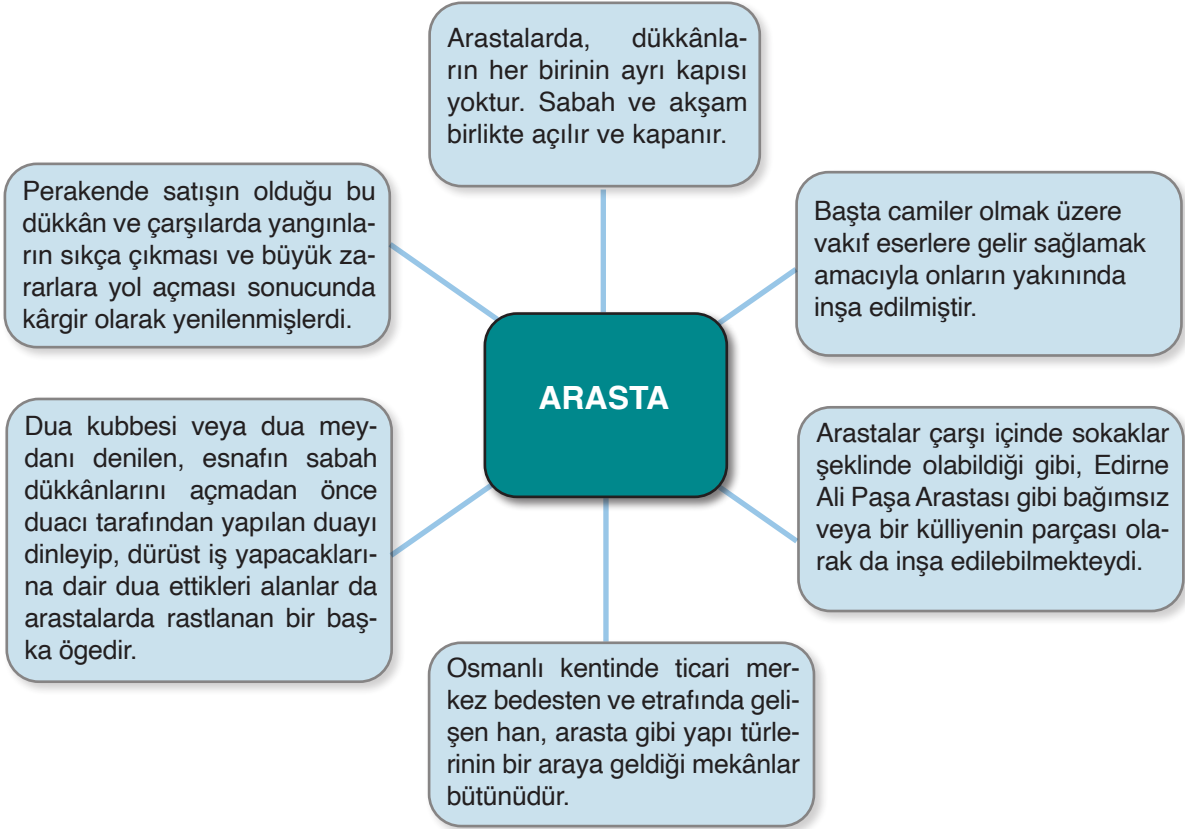 Arastalarda, dükkânla-
rın her birinin ayrı kapısı
yoktur. Sabah ve akşam
birlikte açılır ve kapanır.
Perakende satışın olduğu bu
dükkân ve çarşılarda yangınla-
rın sıkça çıkması ve büyük za-
rarlara yol açması sonucunda
kârgir olarak yenilenmişlerdi.
Başta camiler olmak üzere
vakıf eserlere gelir sağlamak
amacıyla onların yakınında
inşa edilmiştir.
ARASTA
Dua kubbesi veya dua mey-
danı denilen, esnafın sabah
dükkânlarını açmadan önce
duacı tarafından yapılan duayı
dinleyip, dürüst iş yapacakları-
na dair dua ettikleri alanlar da
arastalarda rastlanan bir baş-
ka ögedir.
Arastalar çarşı içinde sokaklar
şeklinde olabildiği gibi, Edirne
Ali Paşa Arastası gibi bağımsız
veya bir külliyenin parçası ola-
rak da inşa edilebilmekteydi.
Osmanlı kentinde ticari mer-
kez bedesten ve etrafında geli-
şen han, arasta gibi yapı türle-
rinin bir araya geldiği mekânlar
bütünüdür.